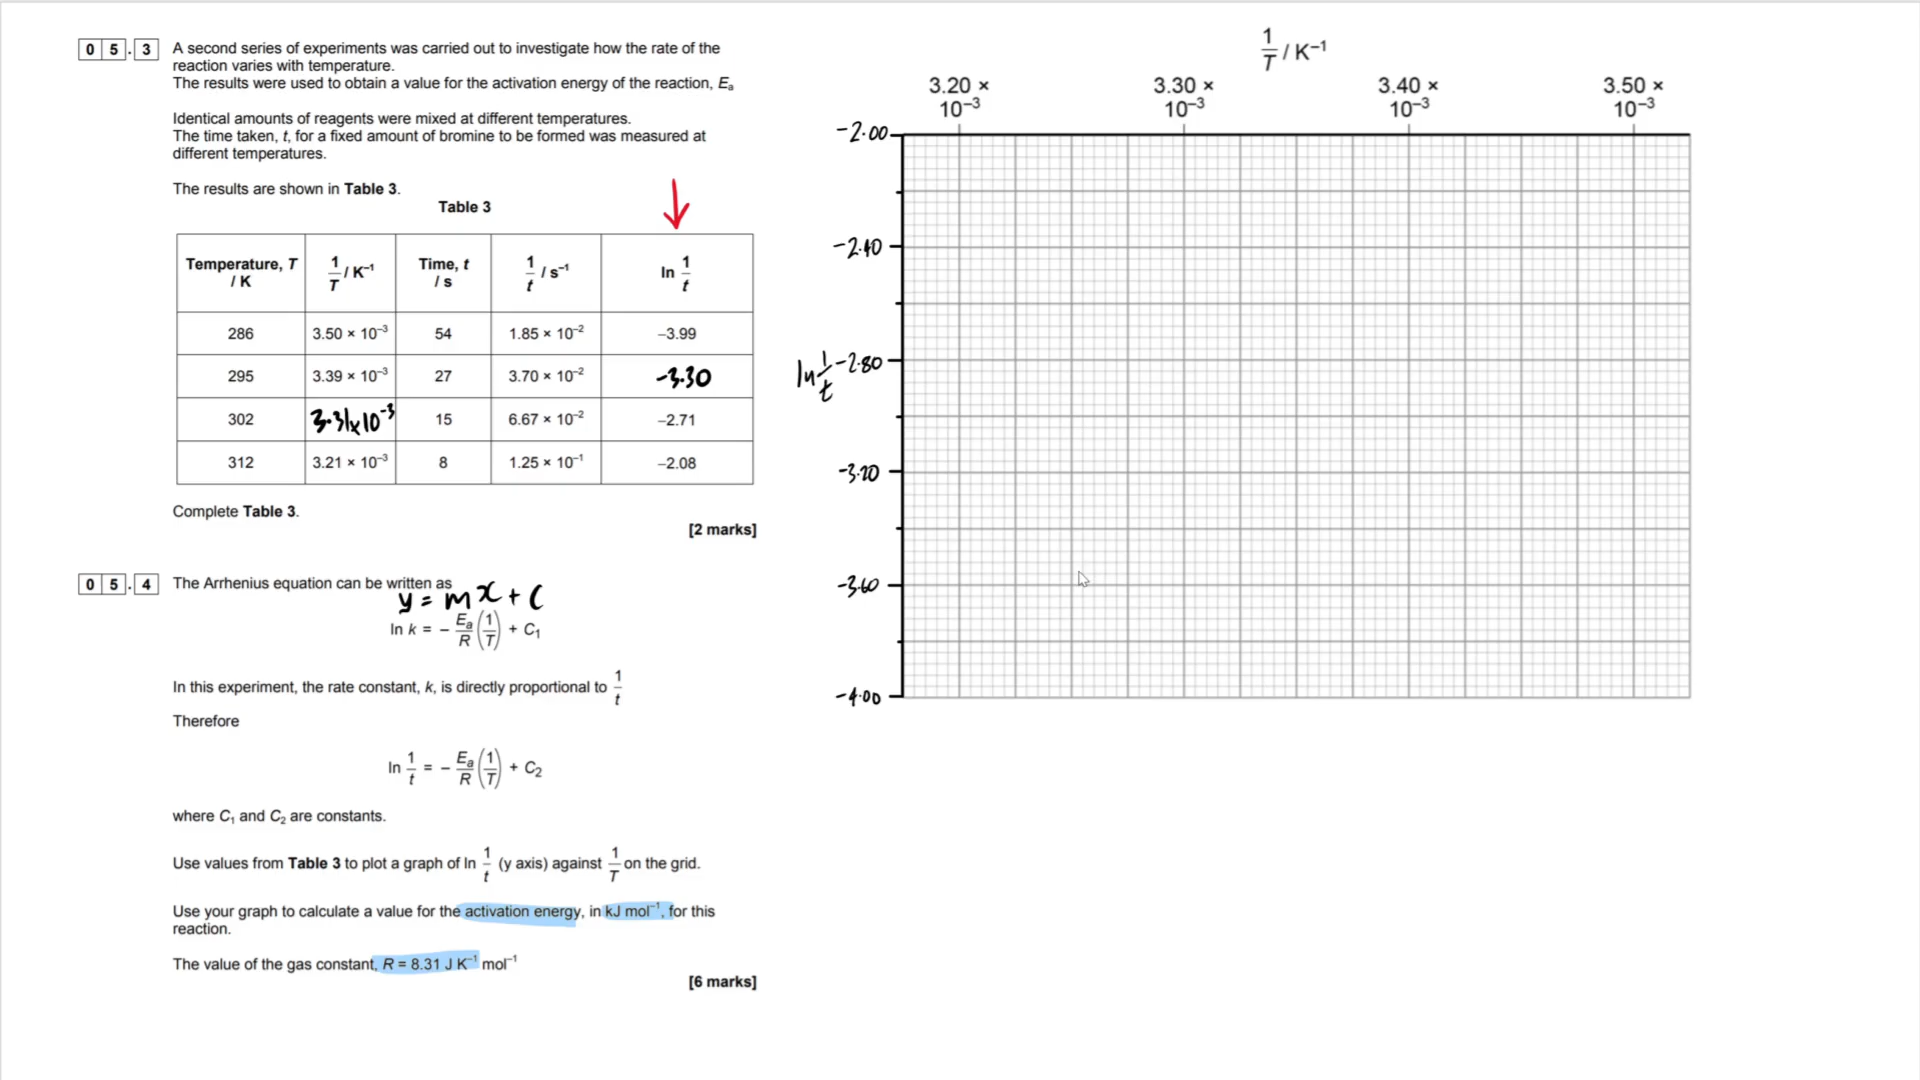 0 5 . 3 A second series of experiments was carried out to investigate how the rate of the
reaction varies with temperature.
The results were used to obtain a value for the activation energy of the reaction, Eₐ
Identical amounts of reagents were mixed at different temperatures.
The time taken, t, for a fixed amount of bromine to be formed was measured at
different temperatures.
The results are shown in Table 3.
Table 3
Temperature, T / K | 1/T / K⁻¹ | Time, t / s | 1/t / s⁻¹ | ln 1/t
286 | 3.50 × 10⁻³ | 54 | 1.85 × 10⁻² | –3.99
295 | 3.39 × 10⁻³ | 27 | 3.70 × 10⁻² | -3.30
302 | 3.31x10⁻³ | 15 | 6.67 × 10⁻² | –2.71
312 | 3.21 × 10⁻³ | 8 | 1.25 × 10⁻¹ | –2.08
Complete Table 3.
[2 marks]
0 5 . 4 The Arrhenius equation can be written as
y = mx + c
ln k = – Eₐ/R (1/T) + C₁
In this experiment, the rate constant, k, is directly proportional to 1/t
Therefore
ln 1/t = – Eₐ/R (1/T) + C₂
where C₁ and C₂ are constants.
Use values from Table 3 to plot a graph of ln 1/t (y axis) against 1/T on the grid.
Use your graph to calculate a value for the activation energy, in kJ mol⁻¹, for this
reaction.
The value of the gas constant, R = 8.31 J K⁻¹ mol⁻¹
[6 marks]
1/T / K⁻¹
3.20 × 10⁻³ 3.30 × 10⁻³ 3.40 × 10⁻³ 3.50 × 10⁻³
-2.00
-2.40
ln 1/t -2.80
-3.20
-3.60
-4.00